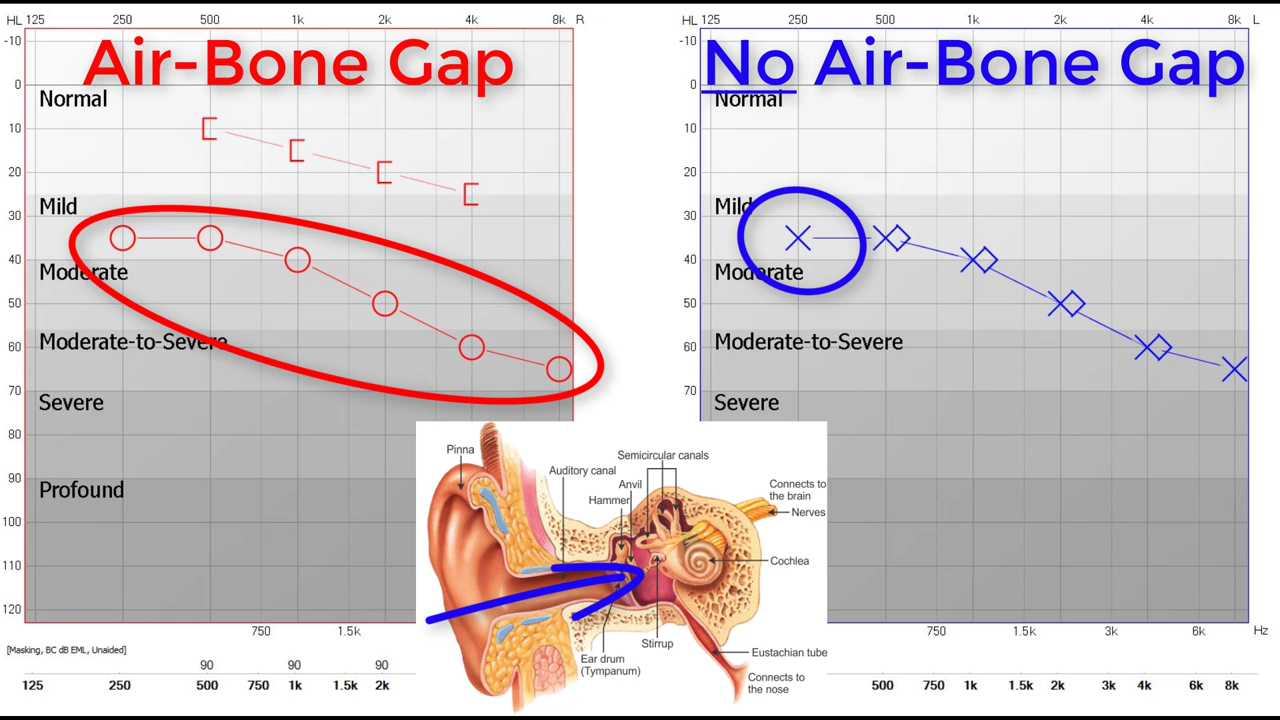 HL 125 250 500 1k 2k 4k 8k R
HL 125 250 500 1k 2k 4k 8k L
Air-Bone Gap
No Air-Bone Gap
-10
0
10
20
30
40
50
60
70
80
90
100
110
120
Normal
Mild
Moderate
Moderate-to-Severe
Severe
Profound
-10
0
10
20
30
40
50
60
70
Normal
Mild
Moderate
Moderate-to-Severe
Severe
Pinna
Auditory canal
Semicircular canals
Anvil
Hammer
Connects to
the brain
Nerves
Cochlea
Stirrup
Ear drum
(Tympanum)
Eustachian tube
Connects to
the nose
750 1.5k
750 1.5k 3k 6k Hz
[Masking, BC dB EML, Unaided]
90 90 90
125 250 500 750 1k 1.5k 2k
500 750 1k 1.5k 2k 3k 4k 6k 8k